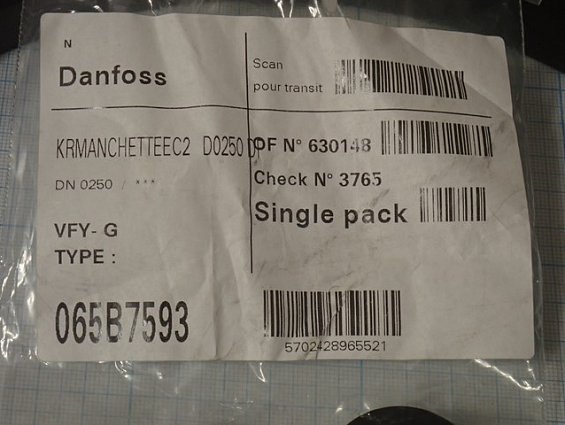 N
Danfoss
Scan
pour transit
KRMANCHETTEEC2 D0250
OF N° 630148
DN 0250 / ***
Check N° 3765
Single pack
VFY- G
TYPE :
065B7593
5702428965521